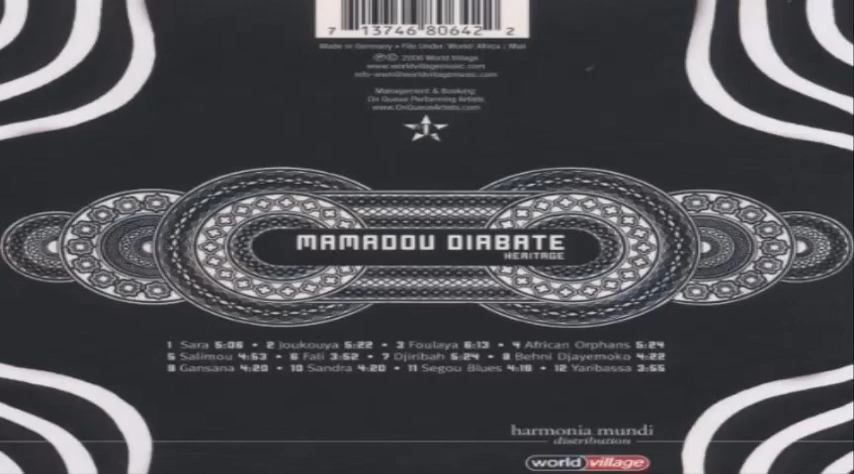 7 13746 80642 2
Made in Germany • File Under: World/ Africa / Mali
℗© 2006 World Village
www.worldvillagemusic.com
info-wvm@worldvillagemusic.com
Management & Booking
On Queue Performing Artists
www.OnQueueArtists.com
MAMADOU DIABATE
HERITAGE
1 Sara 5:06 • 2 Joukouya 5:22 • 3 Foulaya 6:13 • 4 African Orphans 5:24
5 Salimou 4:53 • 6 Fali 3:52 • 7 Djiribah 5:24 • 8 Behni Djayemoko 4:22
9 Gansana 4:20 • 10 Sandra 4:20 • 11 Segou Blues 4:18 • 12 Yaribassa 3:55
harmonia mundi
distribution
world village